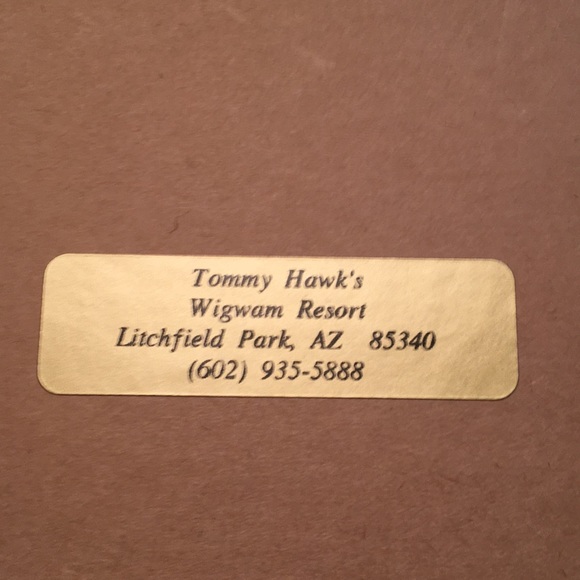 Tommy Hawk's
Wigwam Resort
Litchfield Park, AZ 85340
(602) 935-5888